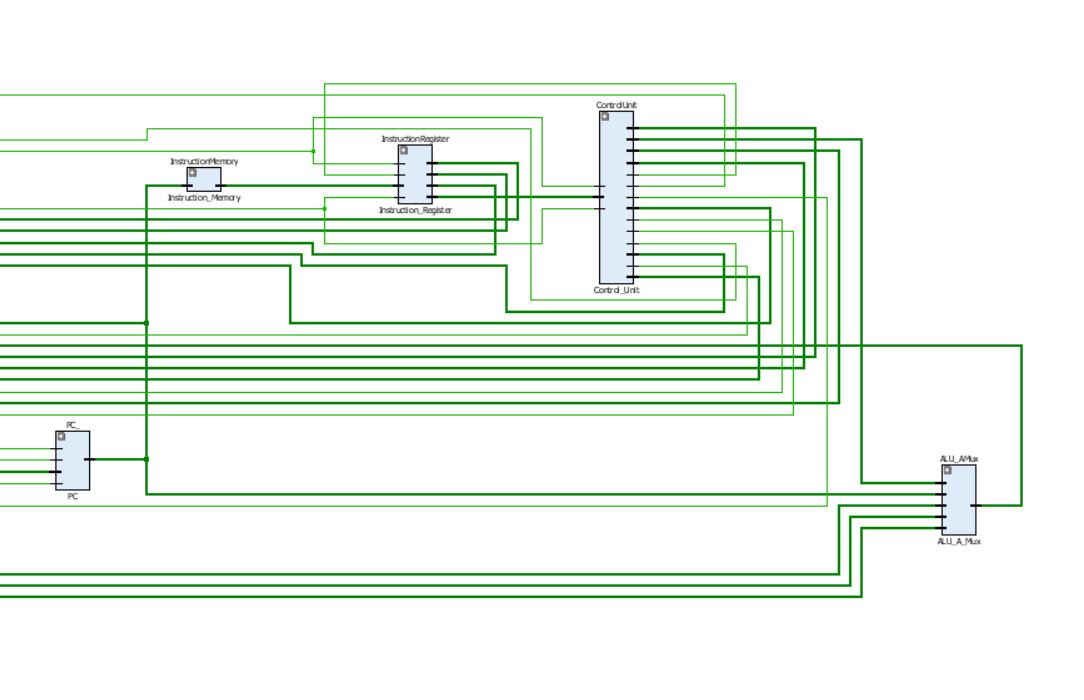 ControlUnit
InstructionRegister
InstructionMemory
Instruction_Memory
Instruction_Register
Control_Unit
PC_
PC
ALU_AMux
ALU_A_Mux